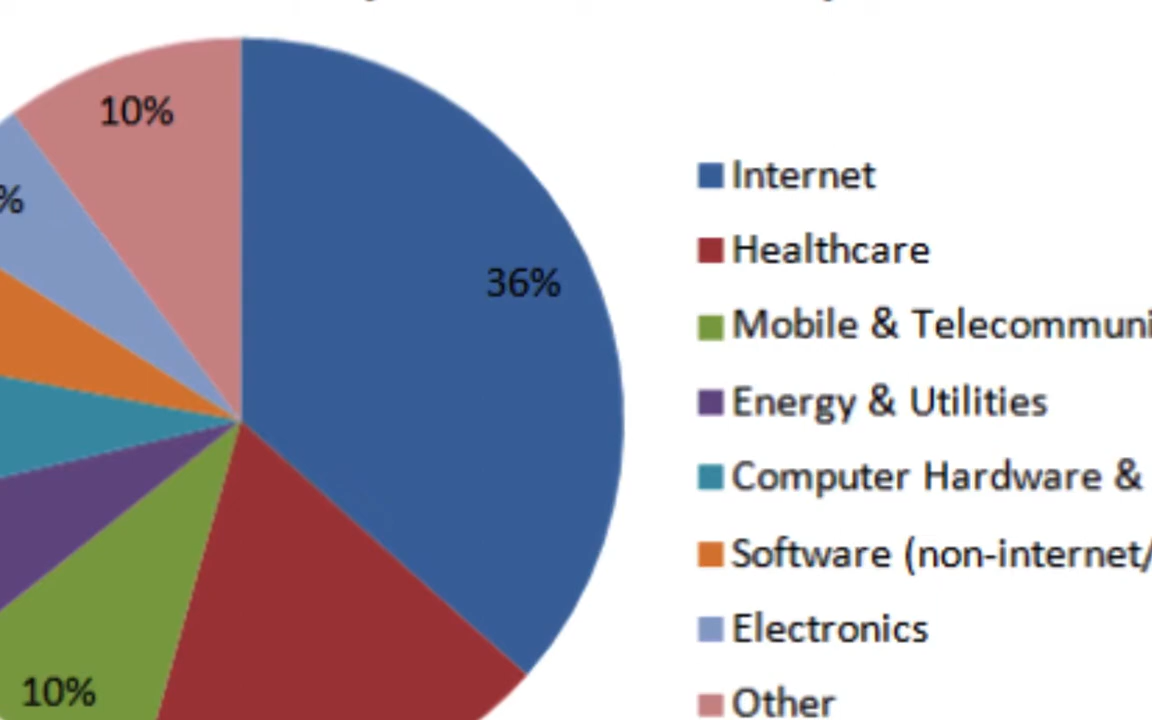 10%
%
36%
10%
Internet
Healthcare
Mobile & Telecommuni
Energy & Utilities
Computer Hardware &
Software (non-internet/
Electronics
Other